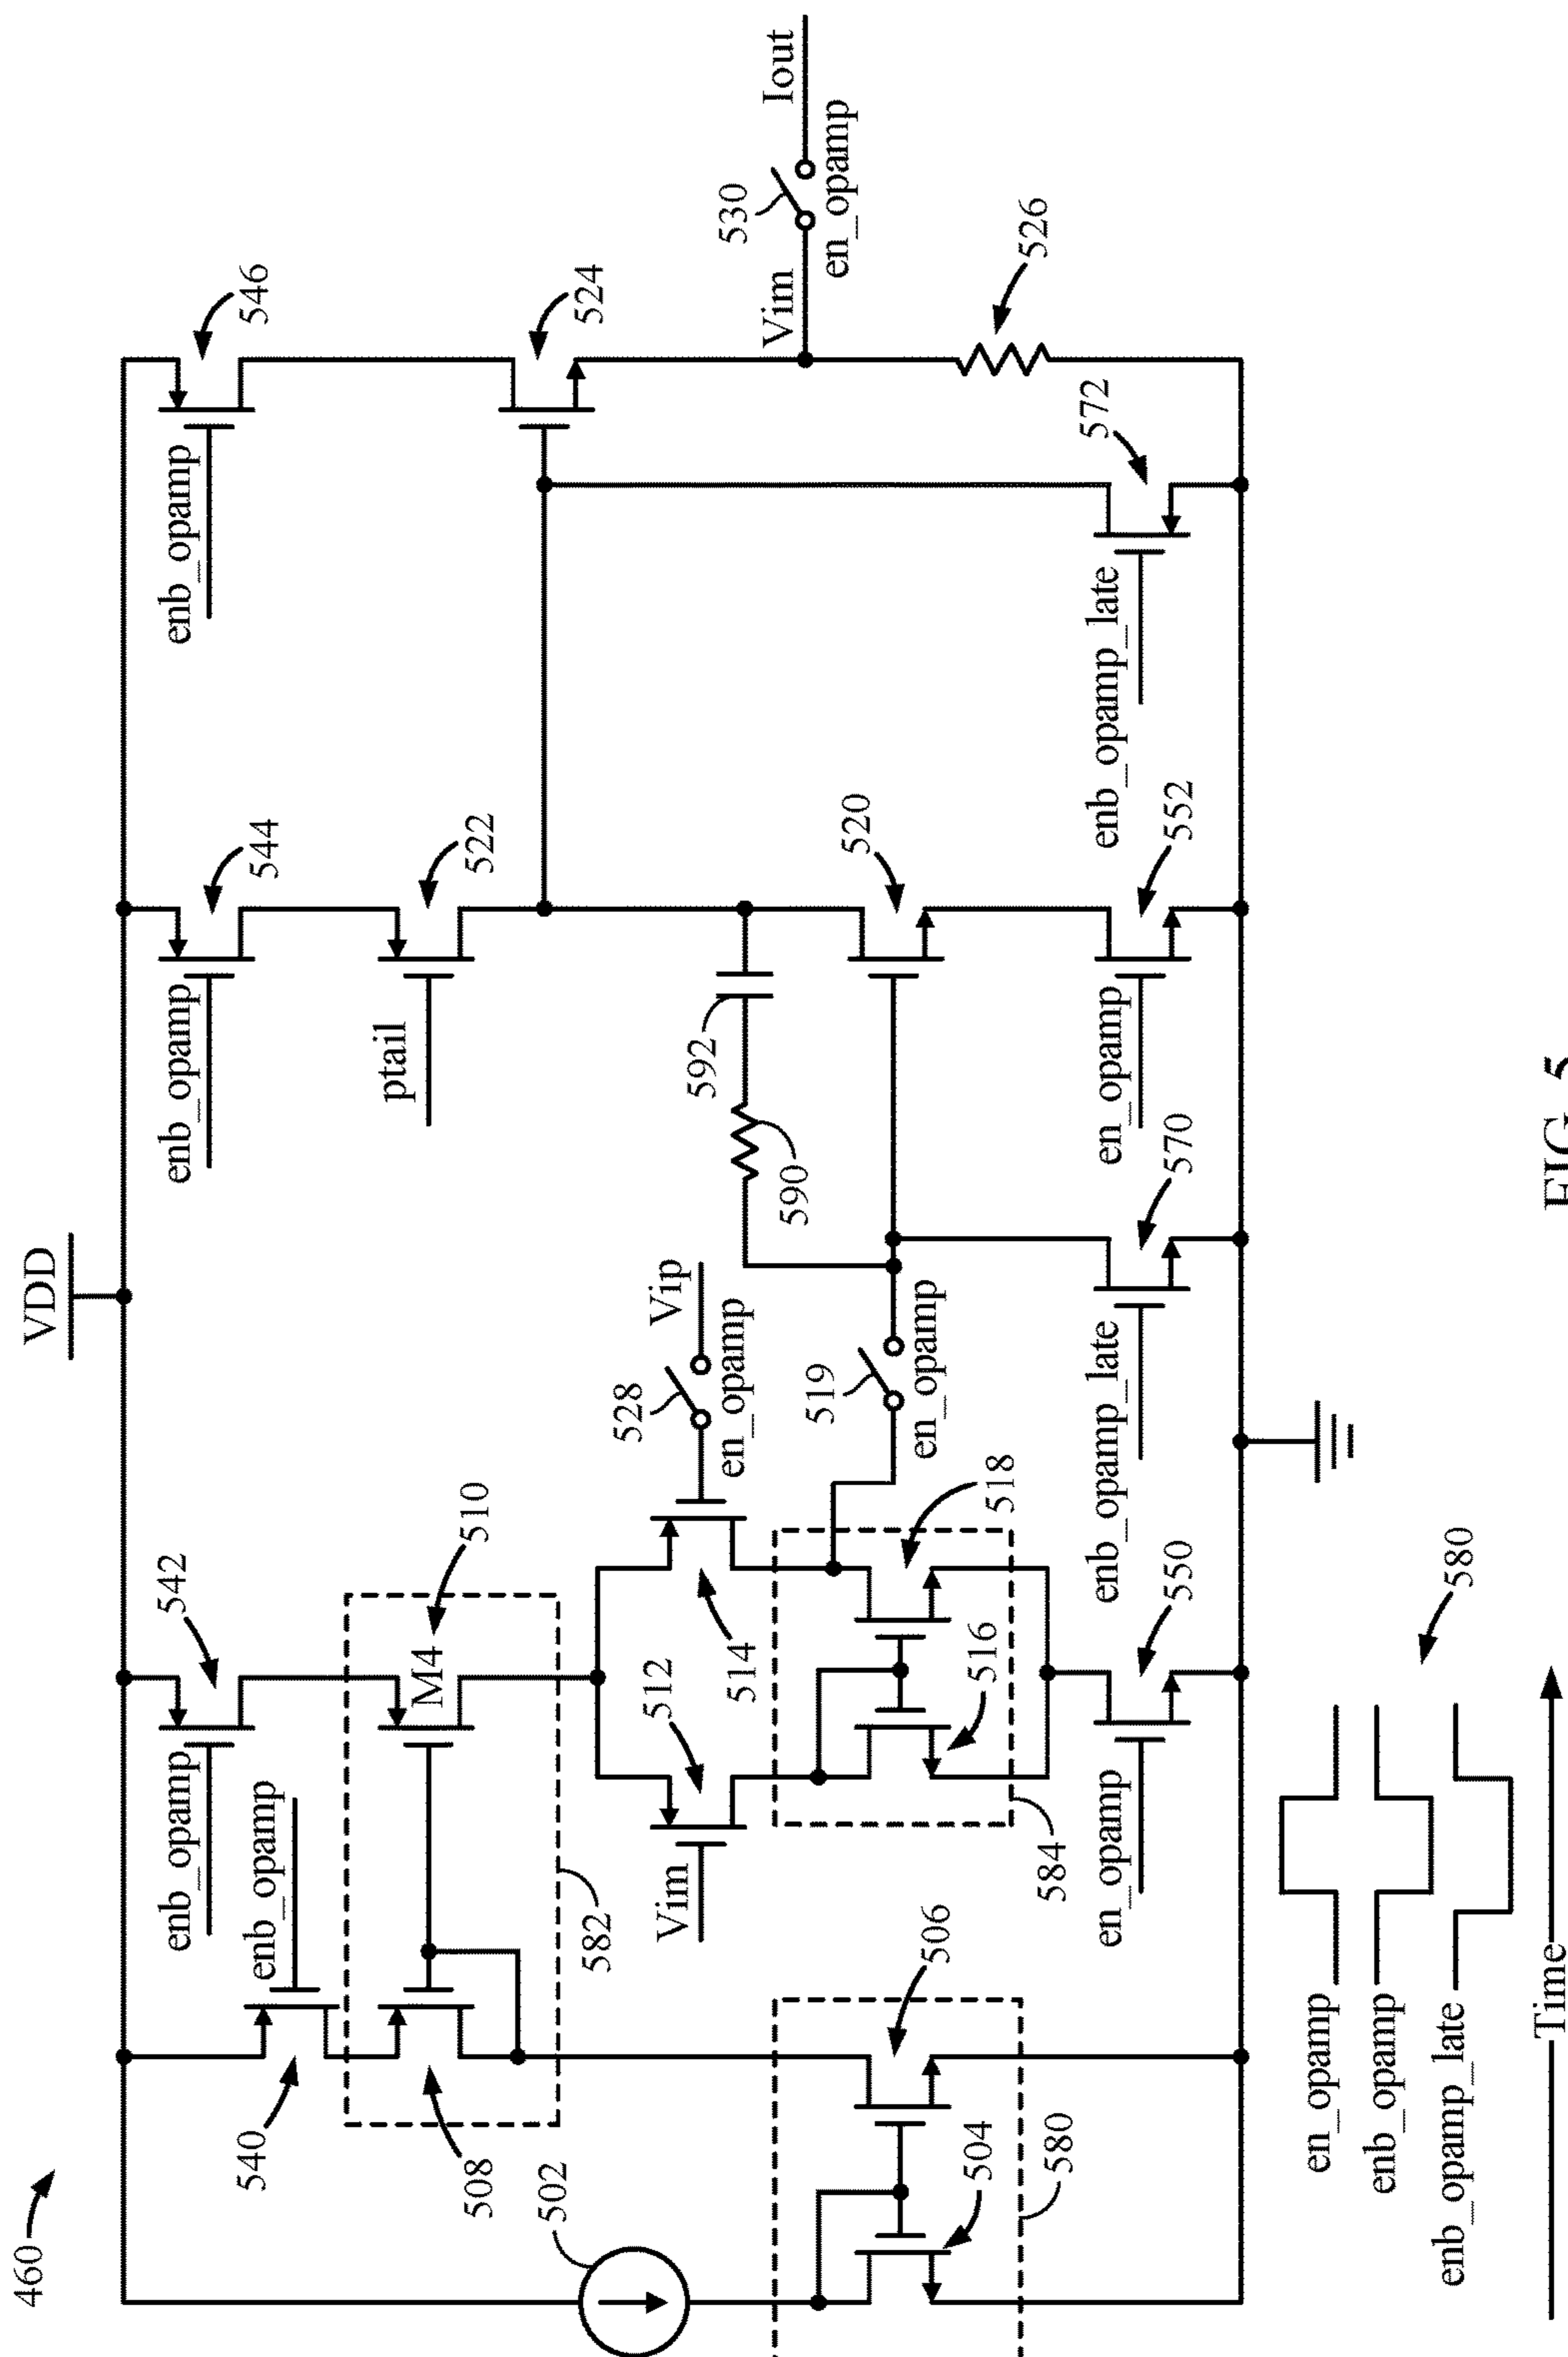 460
VDD
enb_opamp
542
enb_opamp
544
enb_opamp
546
540
enb_opamp
508
M4
510
ptail
522
524
502
582
Vim
512
514
528
Vip
en_opamp
590
592
530
Vim
Iout
en_opamp
519
en_opamp
520
526
504
506
516
518
580
584
en_opamp
550
enb_opamp_late
570
en_opamp
552
enb_opamp_late
572
en_opamp
enb_opamp
enb_opamp_late
580
Time
FIG. 5